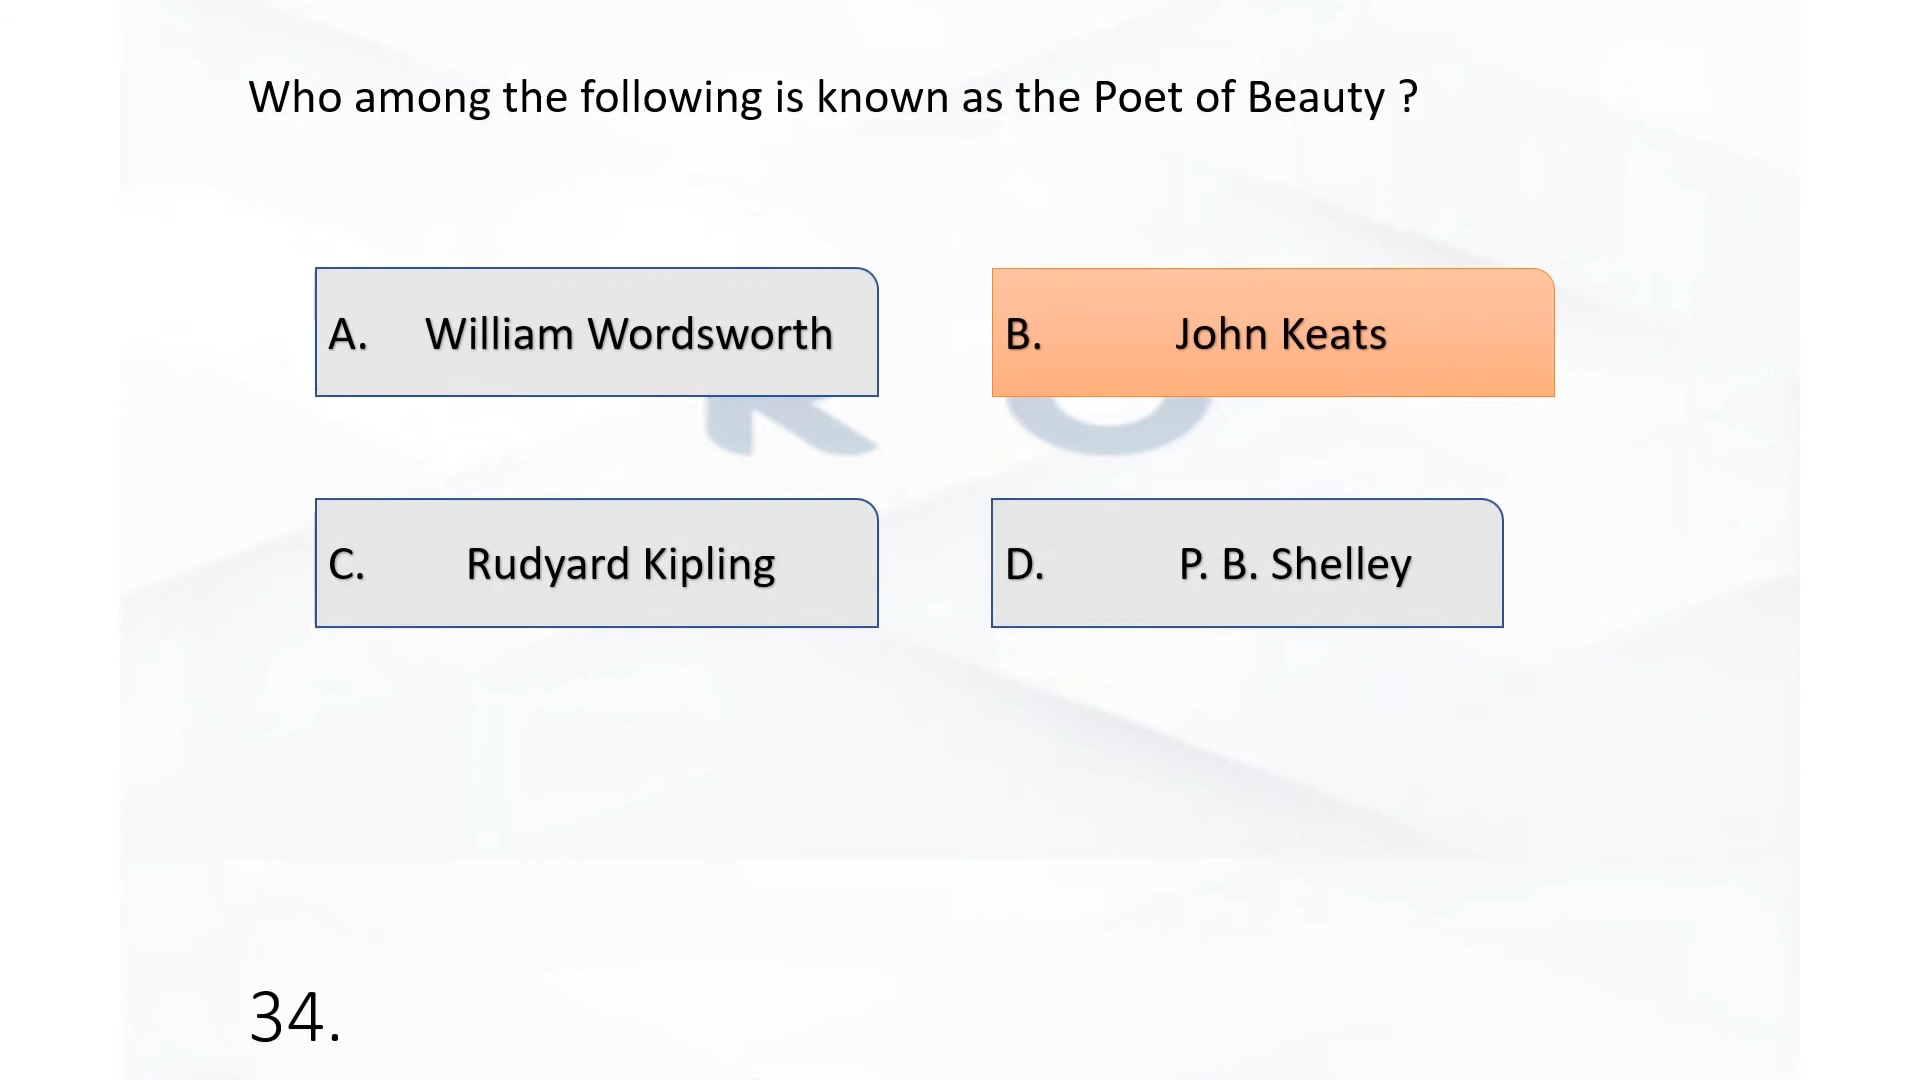 Who among the following is known as the Poet of Beauty ?
A. William Wordsworth
B. John Keats
C. Rudyard Kipling
D. P. B. Shelley
34.